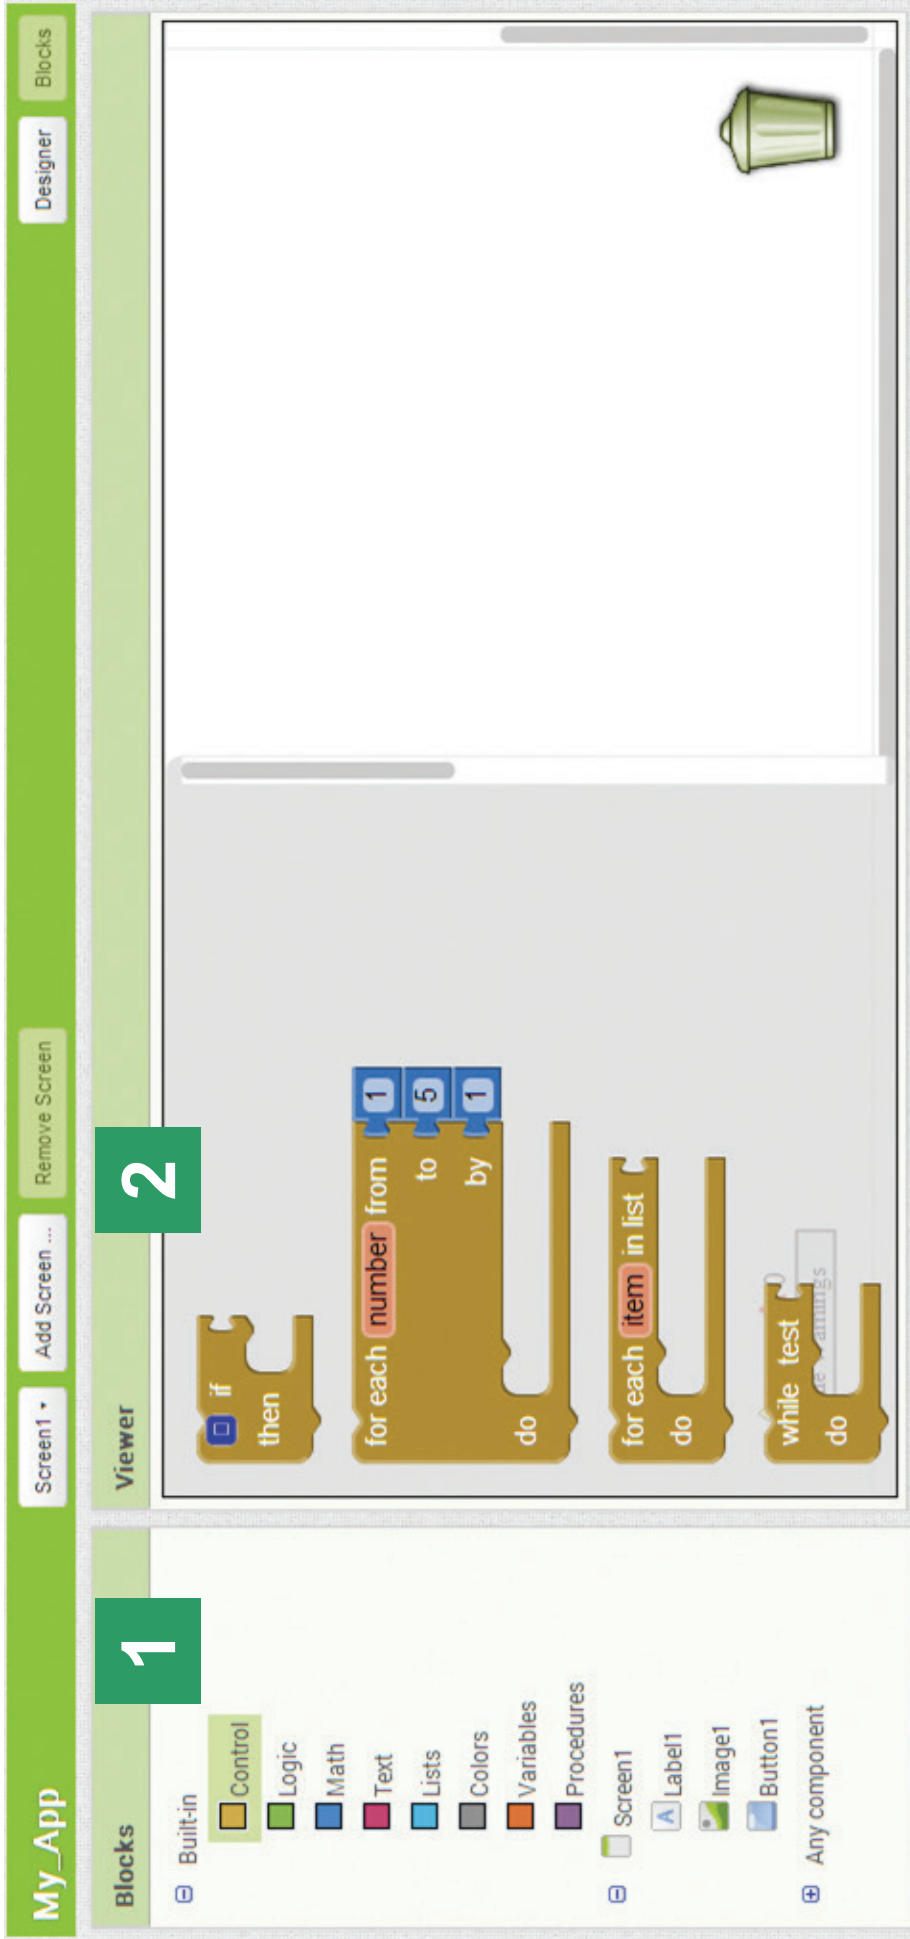 My_App
Screen1 Add Screen ... Remove Screen Designer Blocks
Blocks
1
Built-in
Control
Logic
Math
Text
Lists
Colors
Variables
Procedures
Screen1
Label1
Image1
Button1
Any component
Viewer
2
if
then
for each number from 1
to 5
by 1
do
for each item in list
do
while test
do